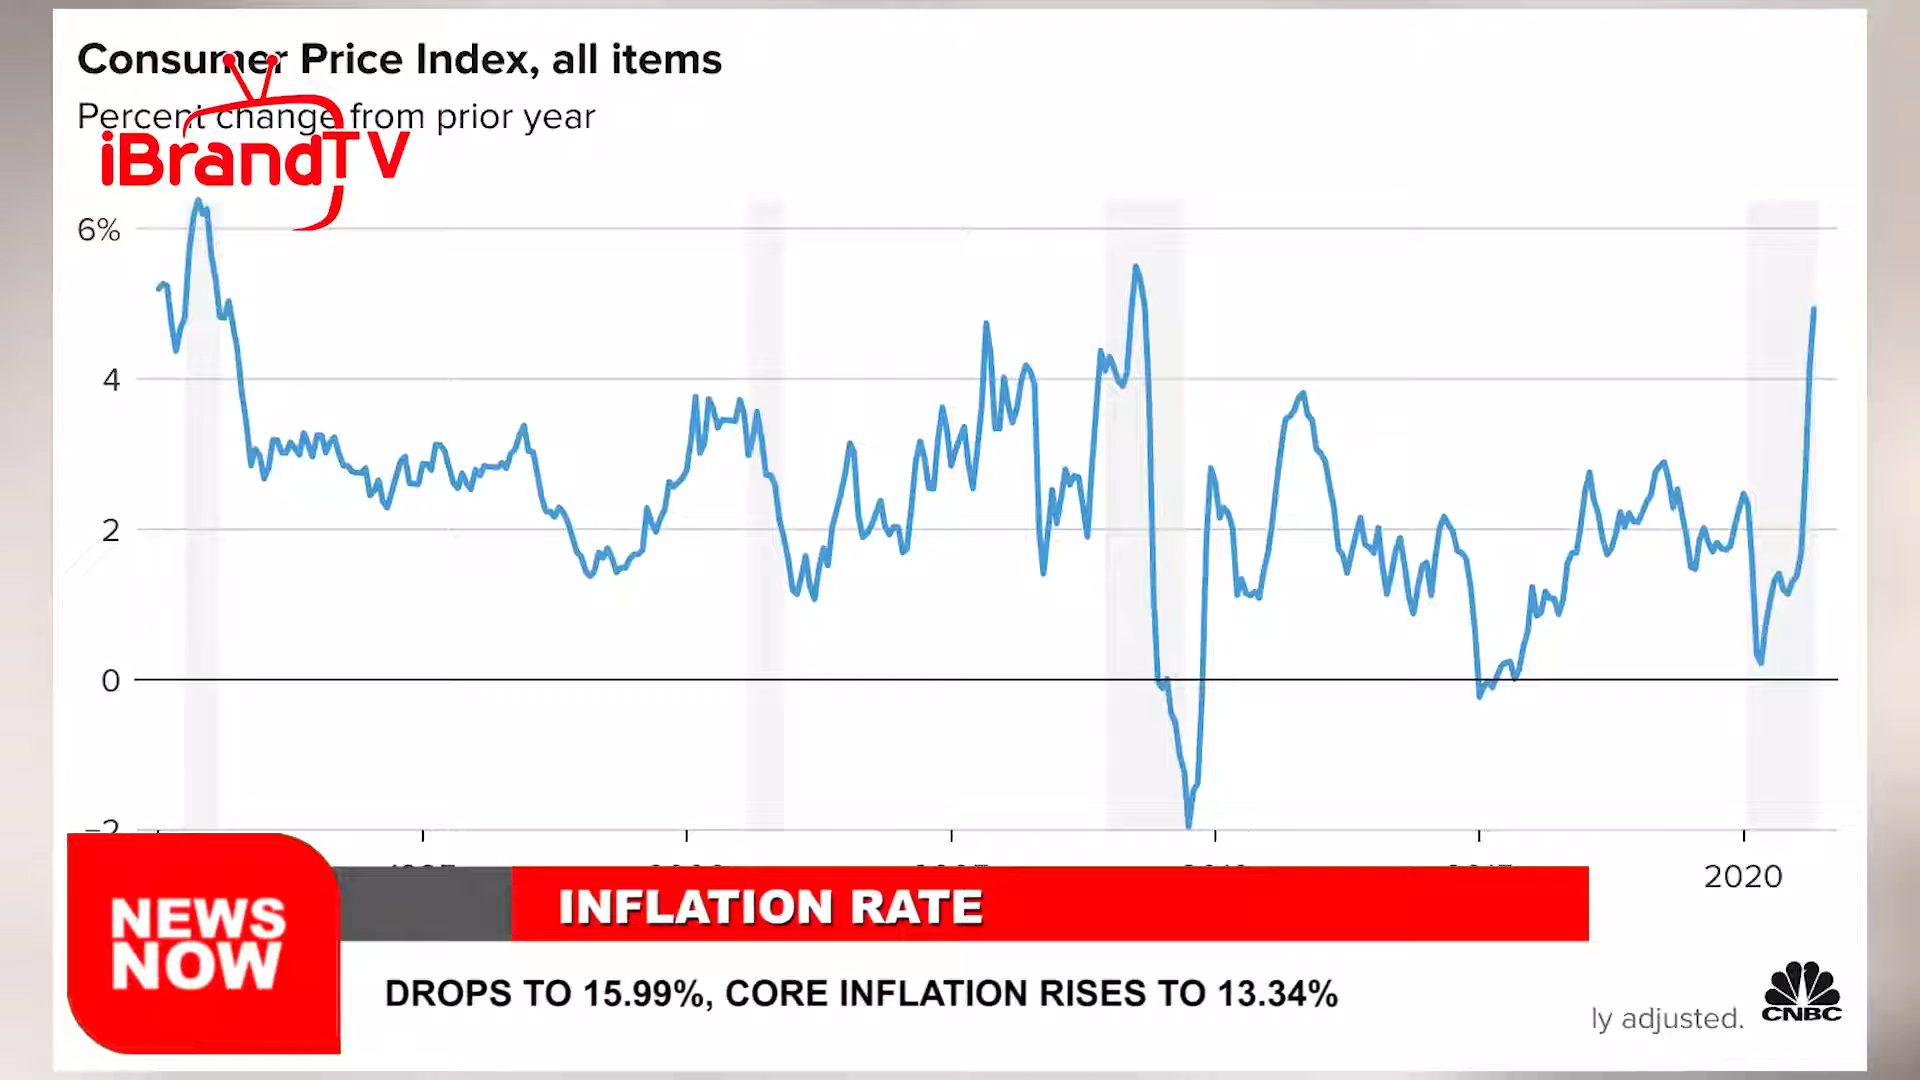 Consumer Price Index, all items
Percent change from prior year
iBrandTV
6%
4
2
0
-2
2020
NEWS
NOW
INFLATION RATE
DROPS TO 15.99%, CORE INFLATION RISES TO 13.34%
ly adjusted.
CNBC